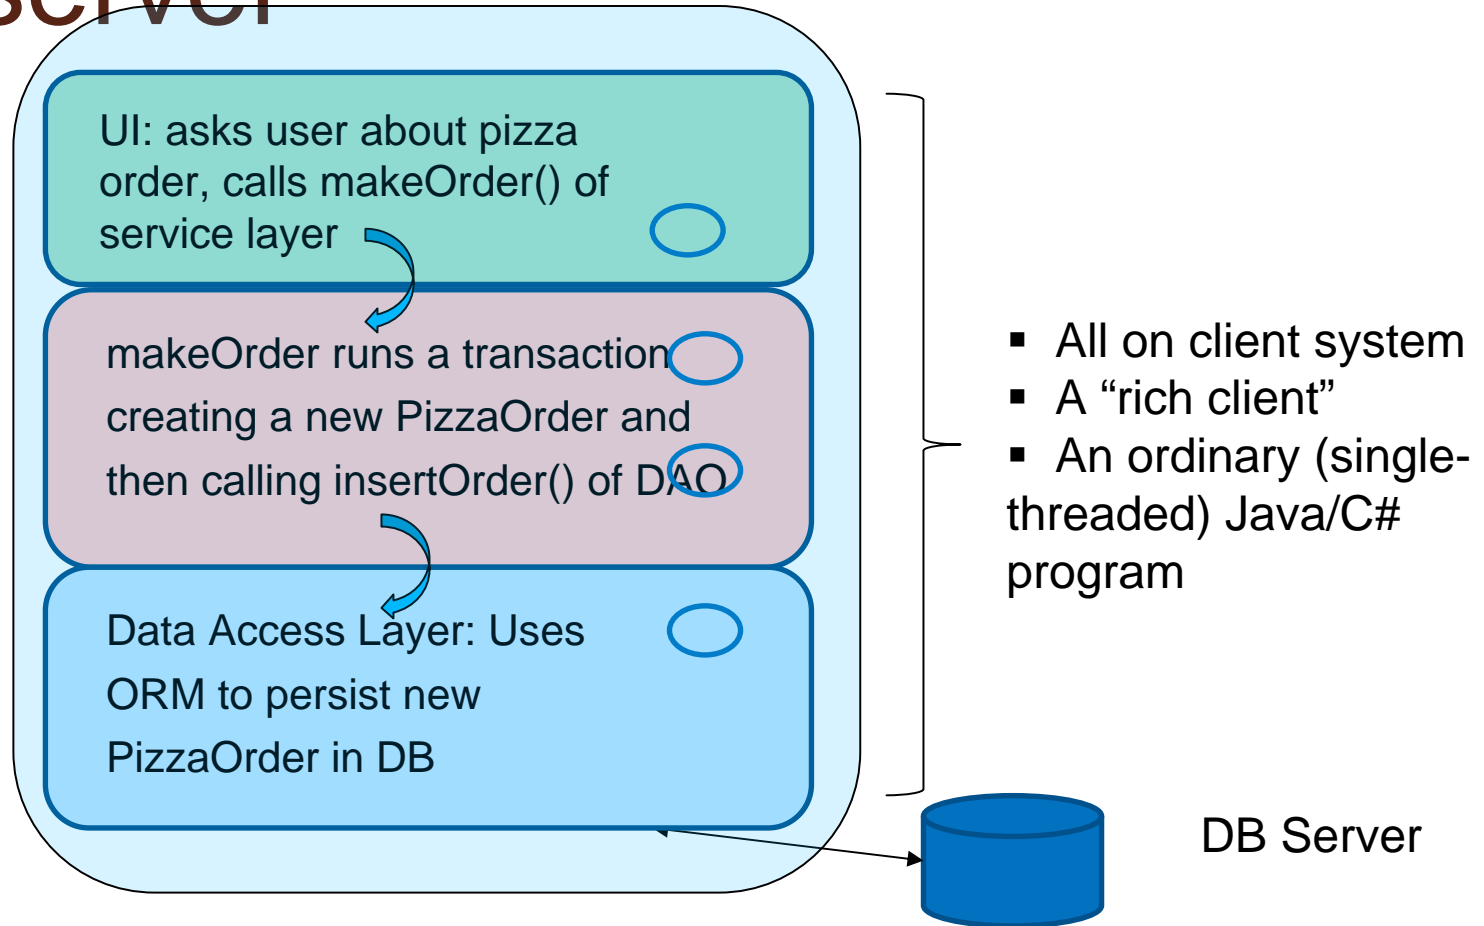 server
UI: asks user about pizza
order, calls makeOrder() of
service layer
makeOrder runs a transaction
creating a new PizzaOrder and
then calling insertOrder() of DAO
Data Access Layer: Uses
ORM to persist new
PizzaOrder in DB
▪ All on client system
▪ A “rich client”
▪ An ordinary (single-
threaded) Java/C#
program
DB Server